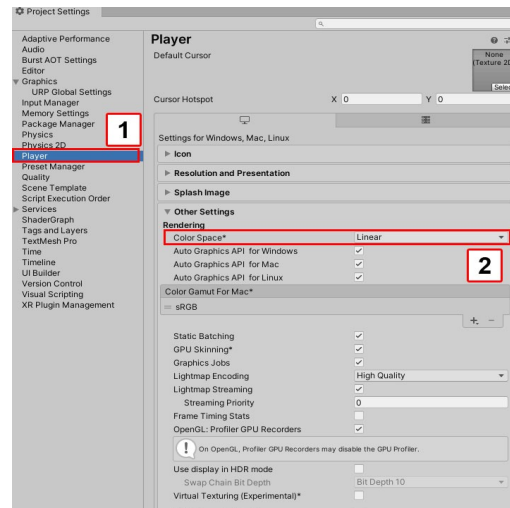 Project Settings
Adaptive Performance
Audio
Burst AOT Settings
Editor
Graphics
URP Global Settings
Input Manager
Memory Settings
Package Manager
Physics
Physics 2D
Player
Preset Manager
Quality
Scene Template
Script Execution Order
Services
ShaderGraph
Tags and Layers
TextMesh Pro
Time
Timeline
UI Builder
Version Control
Visual Scripting
XR Plugin Management
1
Player
Default Cursor
None
(Texture 2D
Selec
Cursor Hotspot X 0 Y 0
Settings for Windows, Mac, Linux
Icon
Resolution and Presentation
Splash Image
Other Settings
Rendering
Color Space* Linear
Auto Graphics API for Windows
Auto Graphics API for Mac
Auto Graphics API for Linux
2
Color Gamut For Mac*
sRGB
Static Batching
GPU Skinning*
Graphics Jobs
Lightmap Encoding High Quality
Lightmap Streaming
Streaming Priority 0
Frame Timing Stats
OpenGL: Profiler GPU Recorders
On OpenGL, Profiler GPU Recorders may disable the GPU Profiler.
Use display in HDR mode
Swap Chain Bit Depth Bit Depth 10
Virtual Texturing (Experimental)*